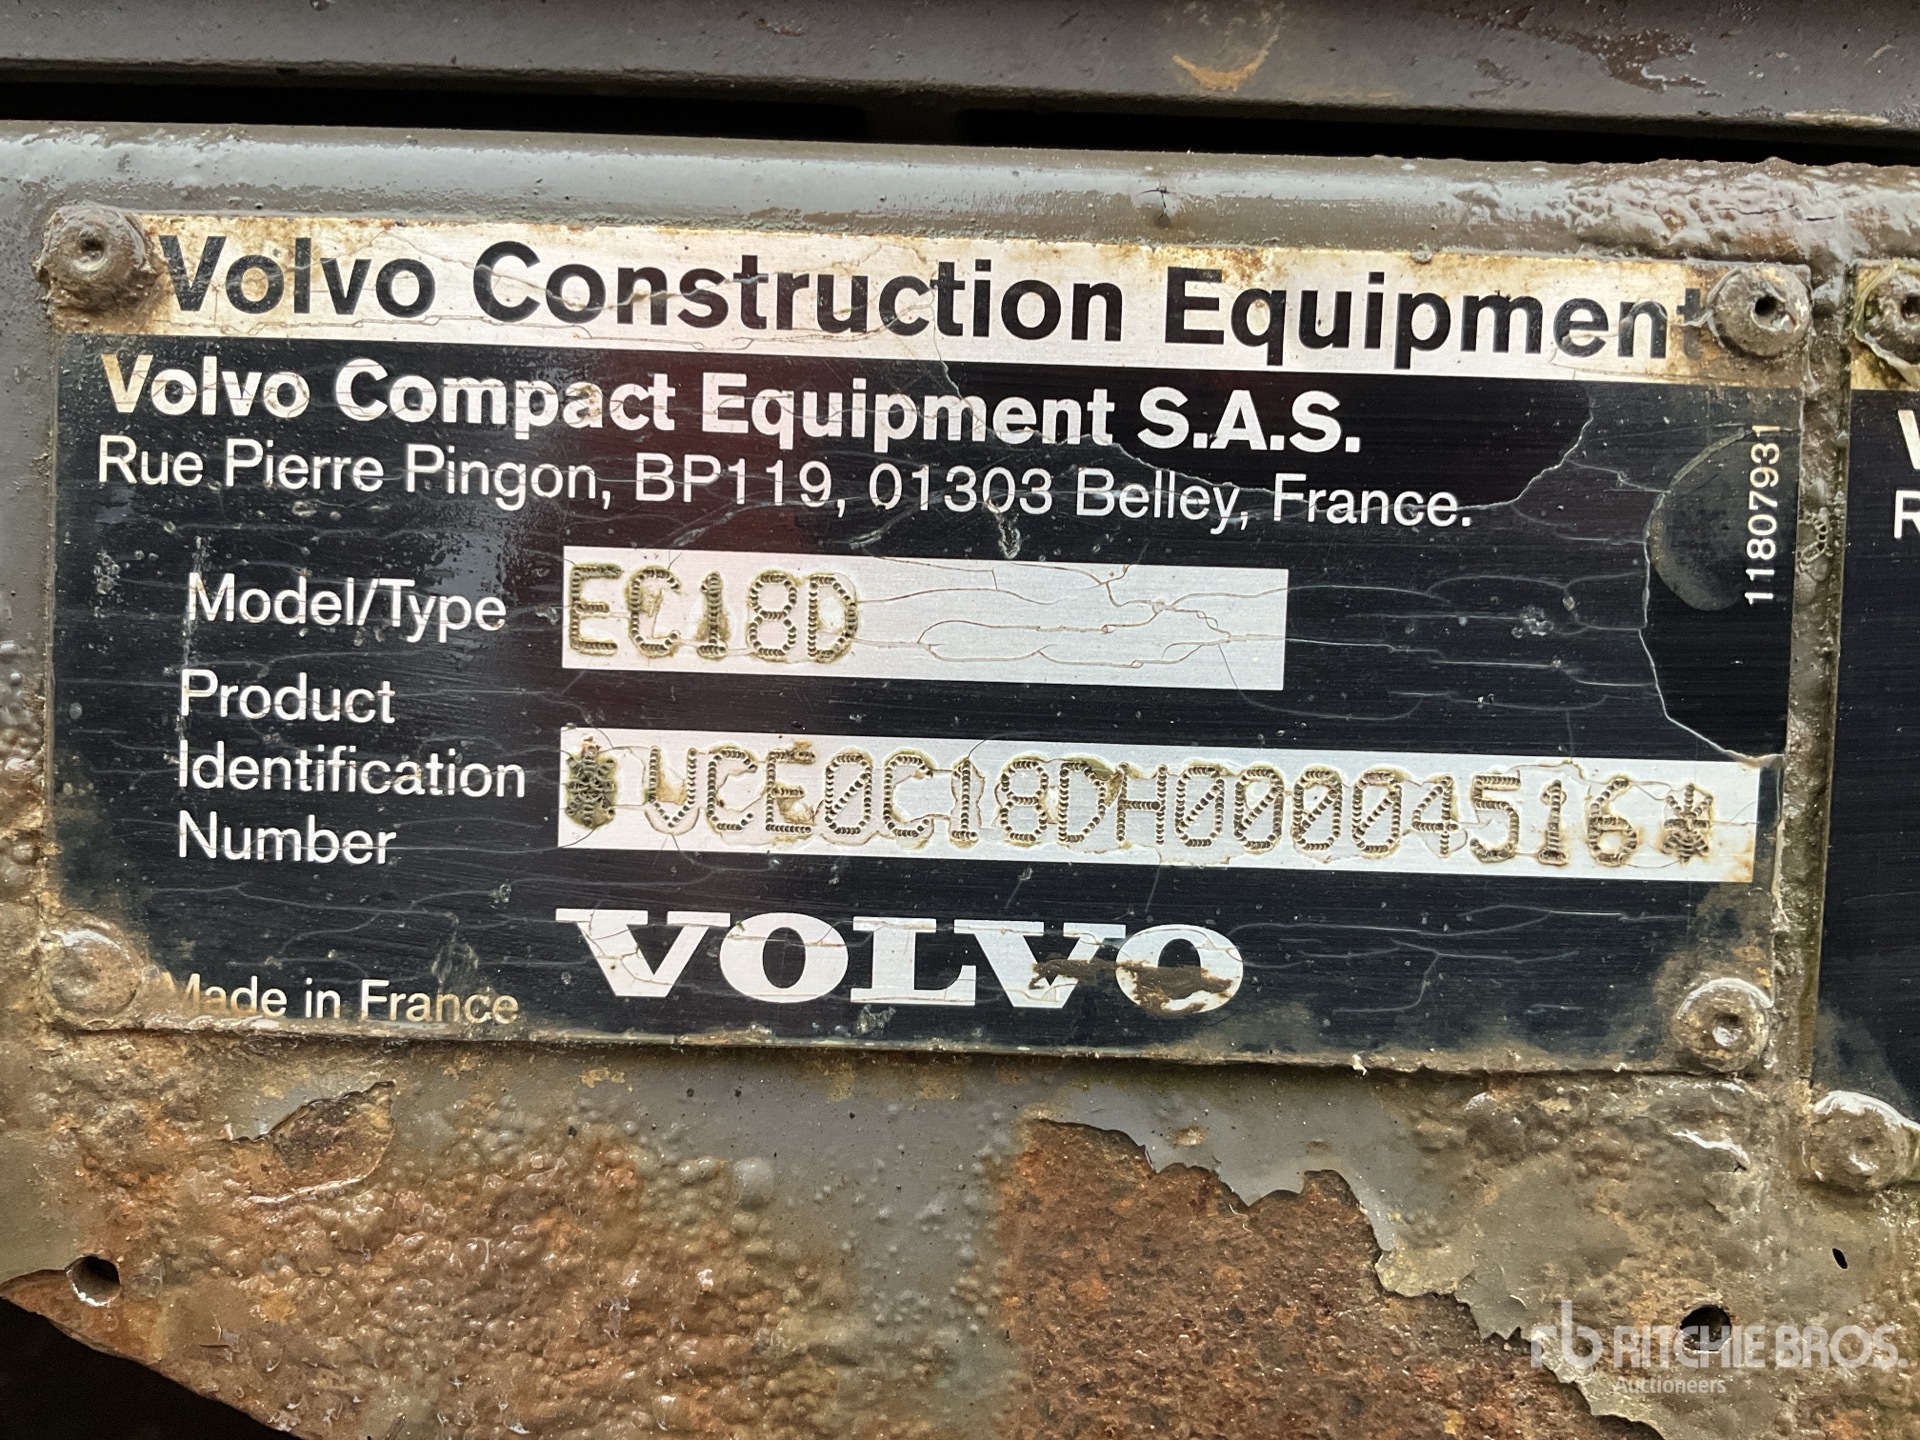 Volvo Construction Equipment
Volvo Compact Equipment S.A.S.
Rue Pierre Pingon, BP119, 01303 Belley, France.
11807931
Model/Type EC18D
Product
Identification
Number
*VCE0C18DH00004516*
VOLVO
Made in France
V
R
rb RITCHIE BROS.
Auctioneers